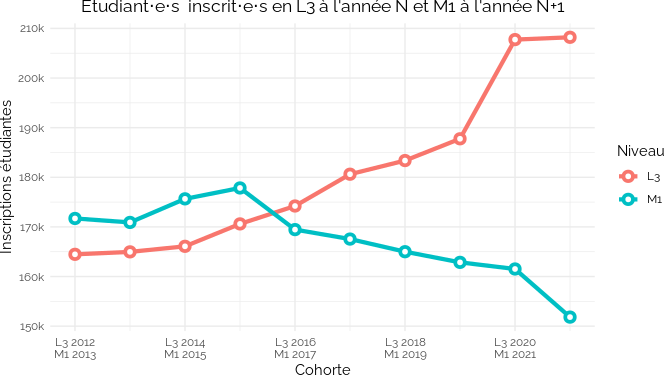 Étudiant·e·s inscrit·e·s en L3 à l'année N et M1 à l'année N+1
Inscriptions étudiantes
210k
200k
190k
180k
170k
160k
150k
L3 2012
M1 2013
L3 2014
M1 2015
L3 2016
M1 2017
L3 2018
M1 2019
L3 2020
M1 2021
Cohorte
Niveau
L3
M1